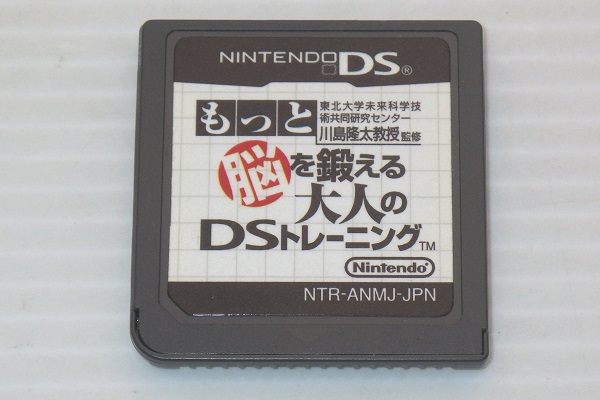 NINTENDO DS®
もっと
東北大学未来科学技
術共同研究センター
川島隆太教授 監修
脳を鍛える
大人の
DSトレーニング™
Nintendo
NTR-ANMJ-JPN